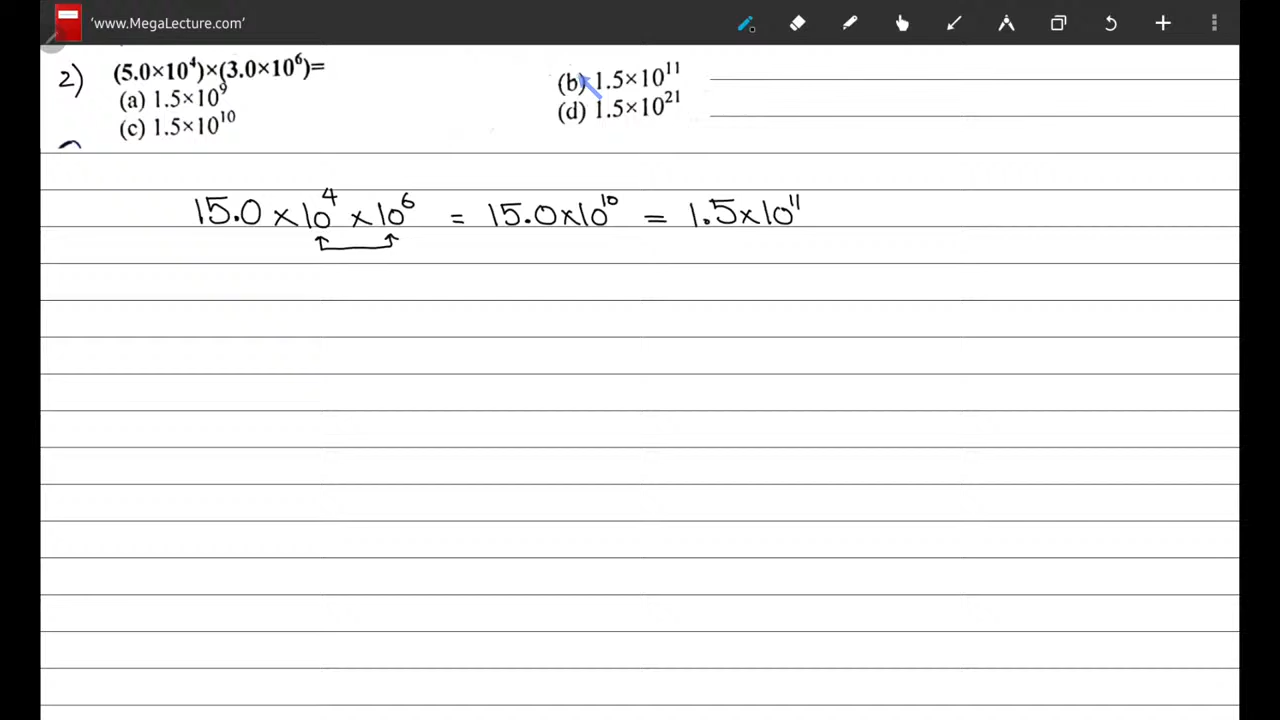 'www.MegaLecture.com'
2) (5.0×10⁴)×(3.0×10⁶)=
(a) 1.5×10⁹ (b) 1.5×10¹¹
(c) 1.5×10¹⁰ (d) 1.5×10²¹
15.0 × 10⁴ × 10⁶ = 15.0×10¹⁰ = 1.5×10¹¹